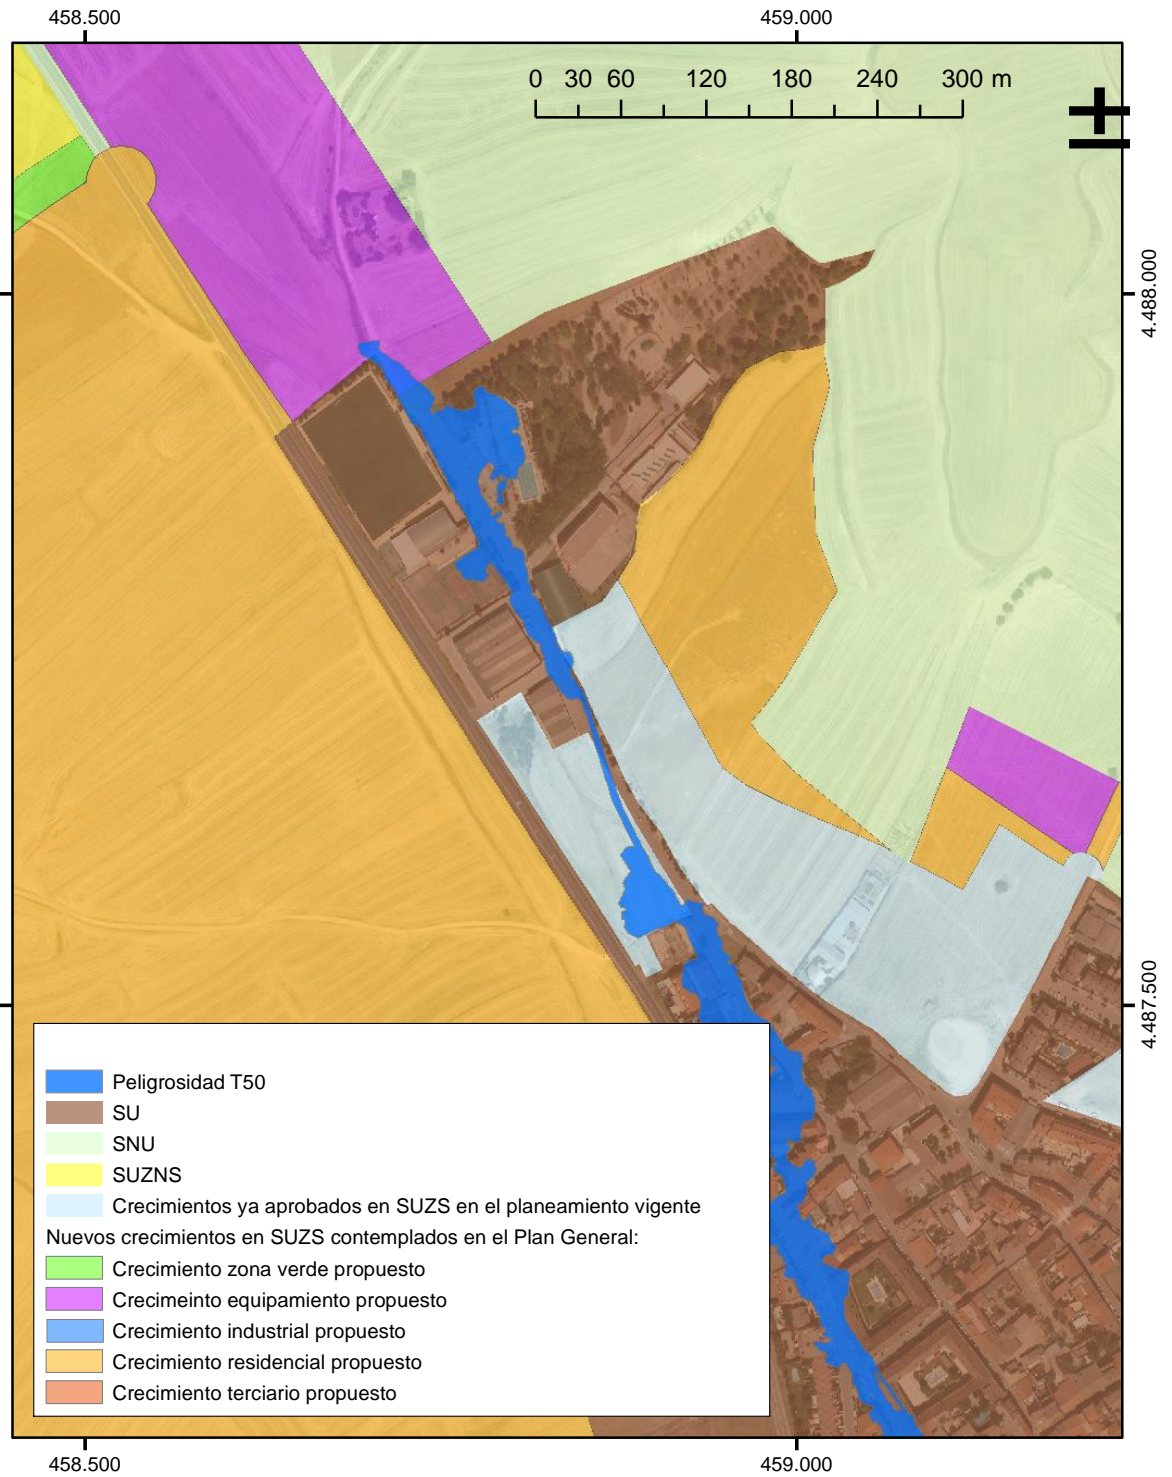 458.500 459.000
0 30 60 120 180 240 300 m
4.488.000
4.487.500
Peligrosidad T50
SU
SNU
SUZNS
Crecimientos ya aprobados en SUZS en el planeamiento vigente
Nuevos crecimientos en SUZS contemplados en el Plan General:
Crecimiento zona verde propuesto
Crecimeinto equipamiento propuesto
Crecimiento industrial propuesto
Crecimiento residencial propuesto
Crecimiento terciario propuesto
458.500 459.000